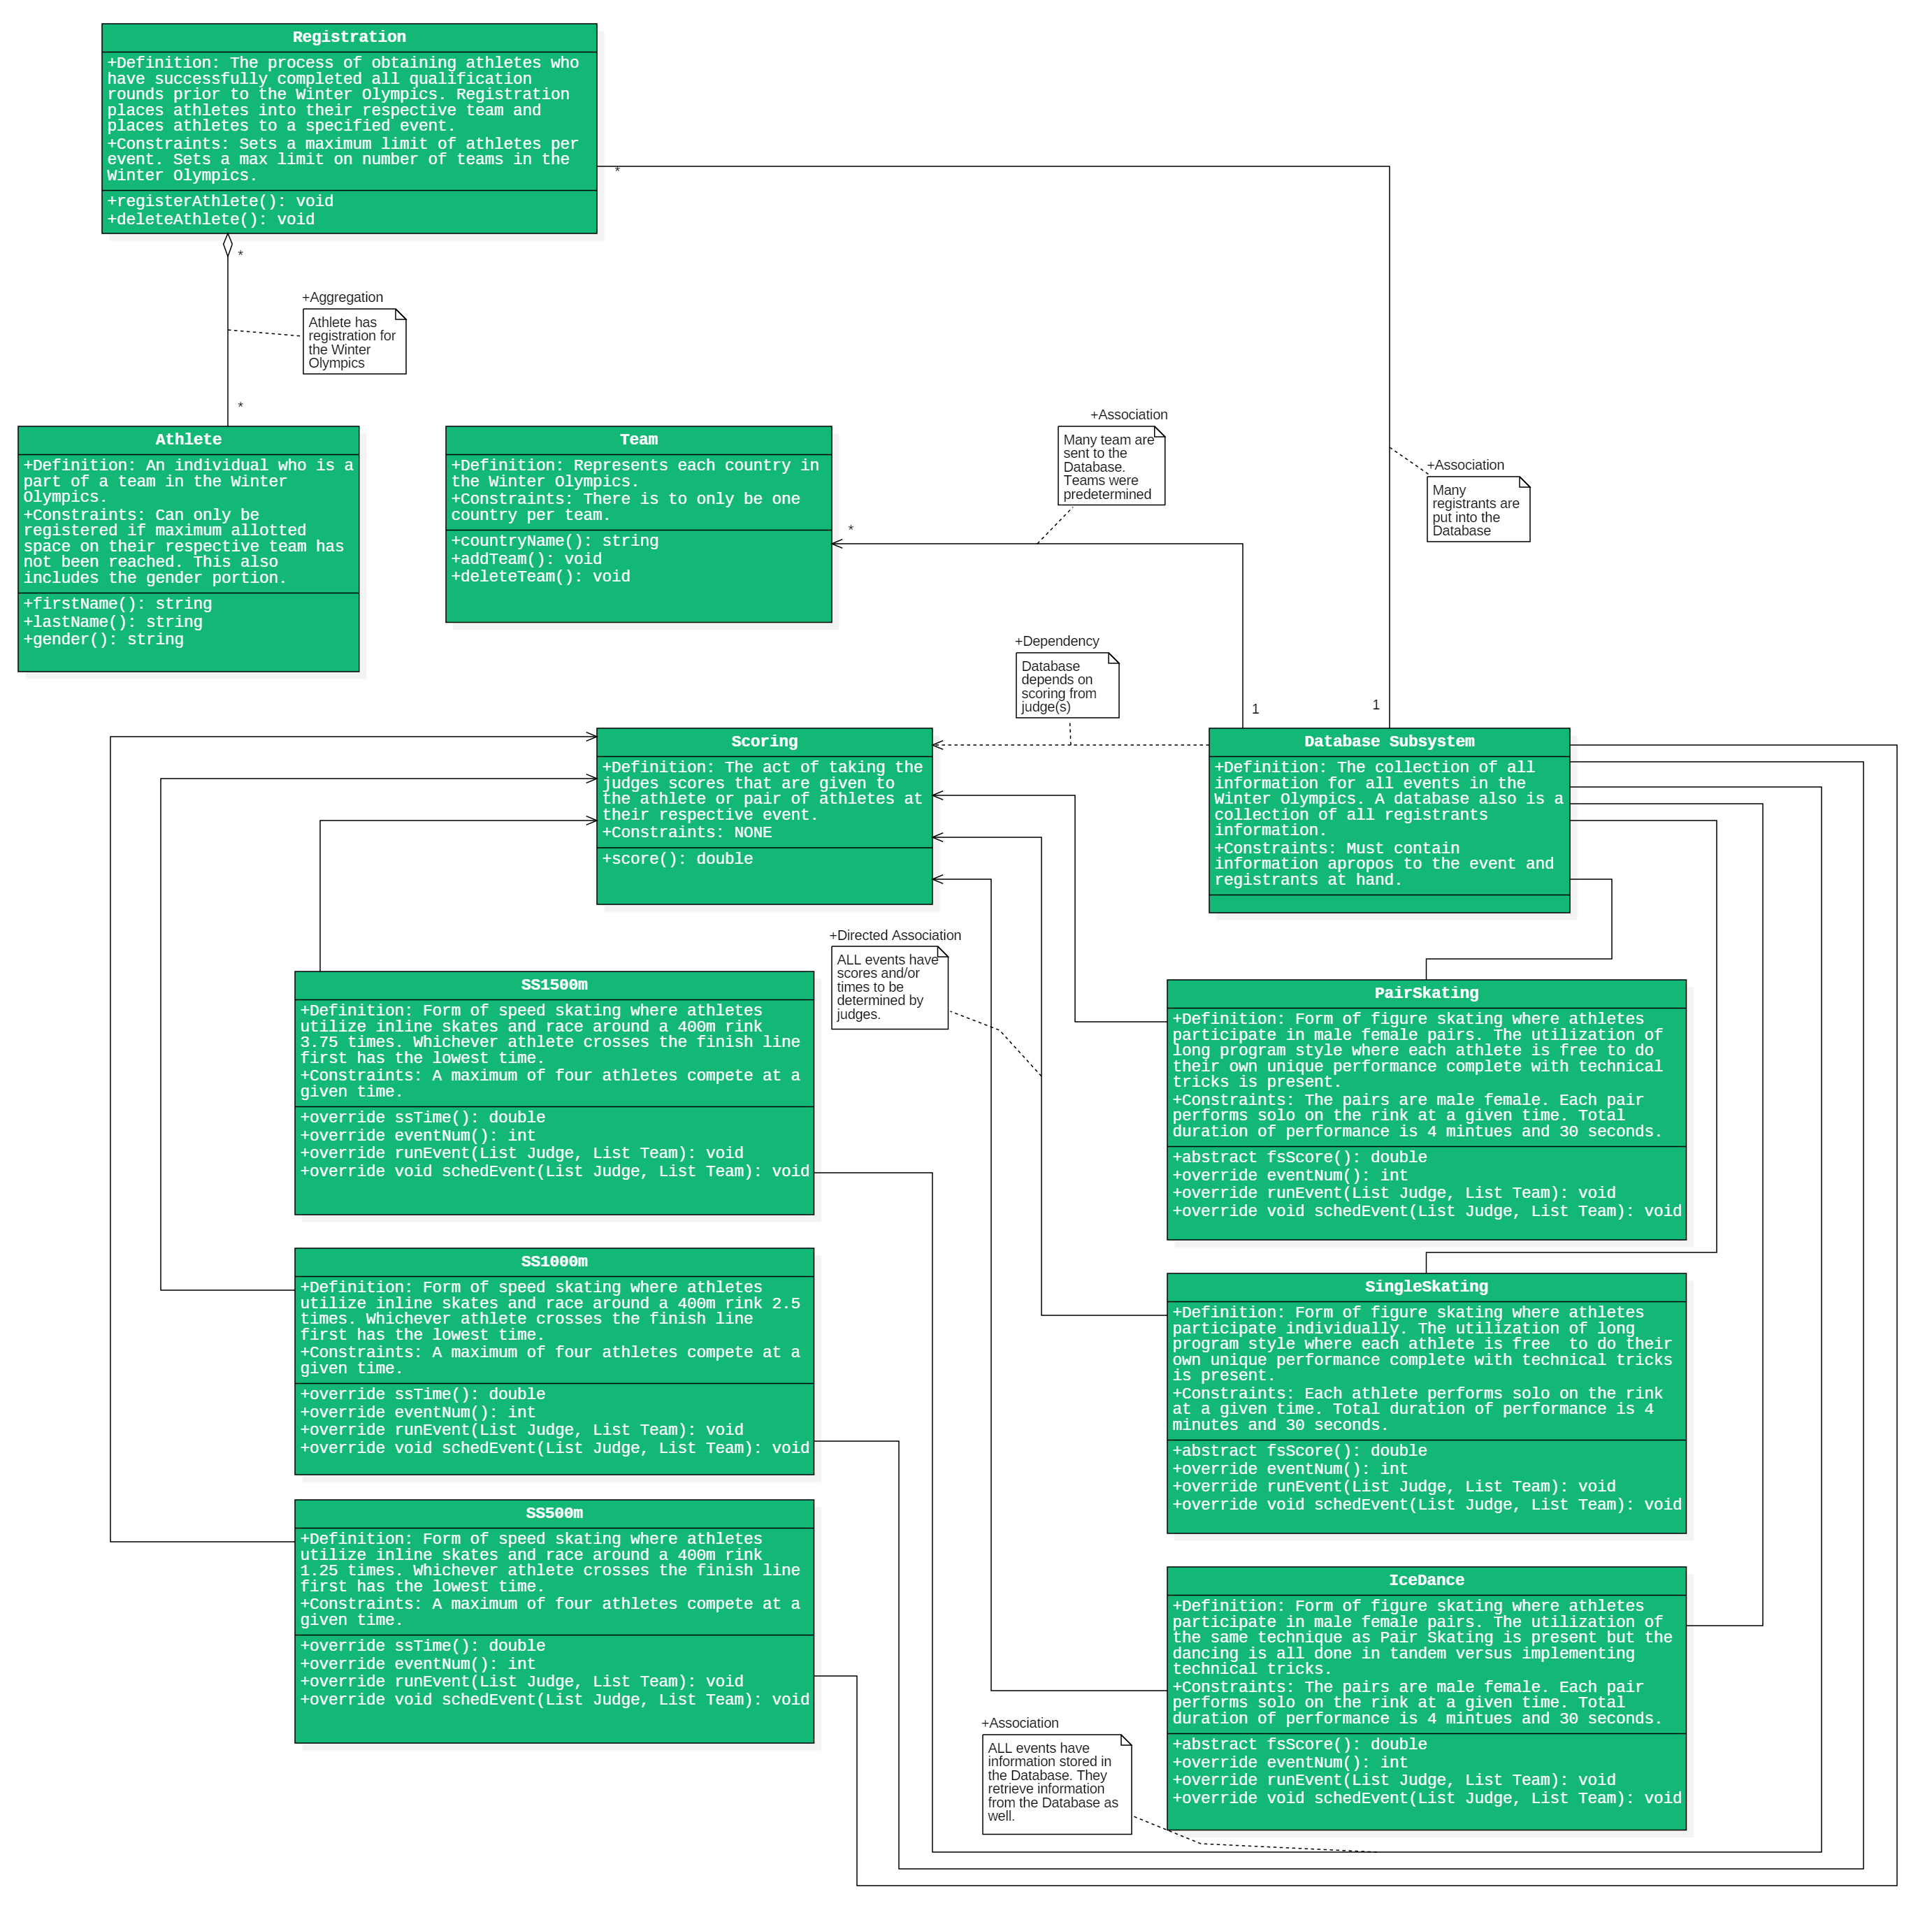 Registration
+Definition: The process of obtaining athletes who
have successfully completed all qualification
rounds prior to the Winter Olympics. Registration
places athletes into their respective team and
places athletes to a specified event.
+Constraints: Sets a maximum limit of athletes per
event. Sets a max limit on number of teams in the
Winter Olympics.
+registerAthlete(): void
+deleteAthlete(): void
*
*
+Aggregation
Athlete has
registration for
the Winter
Olympics
*
Athlete
+Definition: An individual who is a
part of a team in the Winter
Olympics.
+Constraints: Can only be
registered if maximum allotted
space on their respective team has
not been reached. This also
includes the gender portion.
+firstName(): string
+lastName(): string
+gender(): string
Team
+Definition: Represents each country in
the Winter Olympics.
+Constraints: There is to only be one
country per team.
+countryName(): string
+addTeam(): void
+deleteTeam(): void
*
+Association
Many team are
sent to the
Database.
Teams were
predetermined
+Association
Many
registrants are
put into the
Database
+Dependency
Database
depends on
scoring from
judge(s)
1
1
Scoring
+Definition: The act of taking the
judges scores that are given to
the athlete or pair of athletes at
their respective event.
+Constraints: NONE
+score(): double
Database Subsystem
+Definition: The collection of all
information for all events in the
Winter Olympics. A database also is a
collection of all registrants
information.
+Constraints: Must contain
information apropos to the event and
registrants at hand.
+Directed Association
ALL events have
scores and/or
times to be
determined by
judges.
SS1500m
+Definition: Form of speed skating where athletes
utilize inline skates and race around a 400m rink
3.75 times. Whichever athlete crosses the finish line
first has the lowest time.
+Constraints: A maximum of four athletes compete at a
given time.
+override ssTime(): double
+override eventNum(): int
+override runEvent(List Judge, List Team): void
+override void schedEvent(List Judge, List Team): void
PairSkating
+Definition: Form of figure skating where athletes
participate in male female pairs. The utilization of
long program style where each athlete is free to do
their own unique performance complete with technical
tricks is present.
+Constraints: The pairs are male female. Each pair
performs solo on the rink at a given time. Total
duration of performance is 4 mintues and 30 seconds.
+abstract fsScore(): double
+override eventNum(): int
+override runEvent(List Judge, List Team): void
+override void schedEvent(List Judge, List Team): void
SS1000m
+Definition: Form of speed skating where athletes
utilize inline skates and race around a 400m rink 2.5
times. Whichever athlete crosses the finish line
first has the lowest time.
+Constraints: A maximum of four athletes compete at a
given time.
+override ssTime(): double
+override eventNum(): int
+override runEvent(List Judge, List Team): void
+override void schedEvent(List Judge, List Team): void
SingleSkating
+Definition: Form of figure skating where athletes
participate individually. The utilization of long
program style where each athlete is free  to do their
own unique performance complete with technical tricks
is present.
+Constraints: Each athlete performs solo on the rink
at a given time. Total duration of performance is 4
minutes and 30 seconds.
+abstract fsScore(): double
+override eventNum(): int
+override runEvent(List Judge, List Team): void
+override void schedEvent(List Judge, List Team): void
SS500m
+Definition: Form of speed skating where athletes
utilize inline skates and race around a 400m rink
1.25 times. Whichever athlete crosses the finish line
first has the lowest time.
+Constraints: A maximum of four athletes compete at a
given time.
+override ssTime(): double
+override eventNum(): int
+override runEvent(List Judge, List Team): void
+override void schedEvent(List Judge, List Team): void
IceDance
+Definition: Form of figure skating where athletes
participate in male female pairs. The utilization of
the same technique as Pair Skating is present but the
dancing is all done in tandem versus implementing
technical tricks.
+Constraints: The pairs are male female. Each pair
performs solo on the rink at a given time. Total
duration of performance is 4 mintues and 30 seconds.
+abstract fsScore(): double
+override eventNum(): int
+override runEvent(List Judge, List Team): void
+override void schedEvent(List Judge, List Team): void
+Association
ALL events have
information stored in
the Database. They
retrieve information
from the Database as
well.